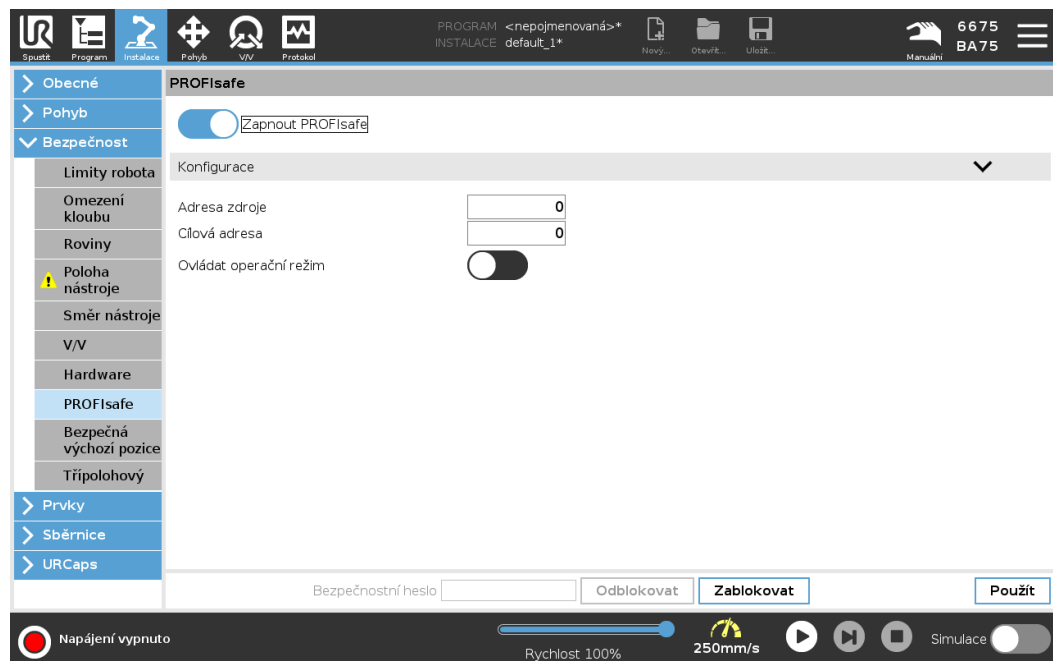 Spustit
Program
Instalace
Pohyb
V/V
Protokol
PROGRAM <nepojmenovaná>*
INSTALACE default_1*
Nový...
Otevřít...
Uložit...
Manuální
6675
BA75
Obecné
Pohyb
Bezpečnost
Limity robota
Omezení
kloubu
Roviny
Poloha
nástroje
Směr nástroje
V/V
Hardware
PROFIsafe
Bezpečná
výchozí pozice
Třípolohový
Prvky
Sběrnice
URCaps
PROFIsafe
Zapnout PROFIsafe
Konfigurace
Adresa zdroje 0
Cílová adresa 0
Ovládat operační režim
Bezpečnostní heslo Odblokovat Zablokovat Použít
Napájení vypnuto
Rychlost 100%
250mm/s
Simulace